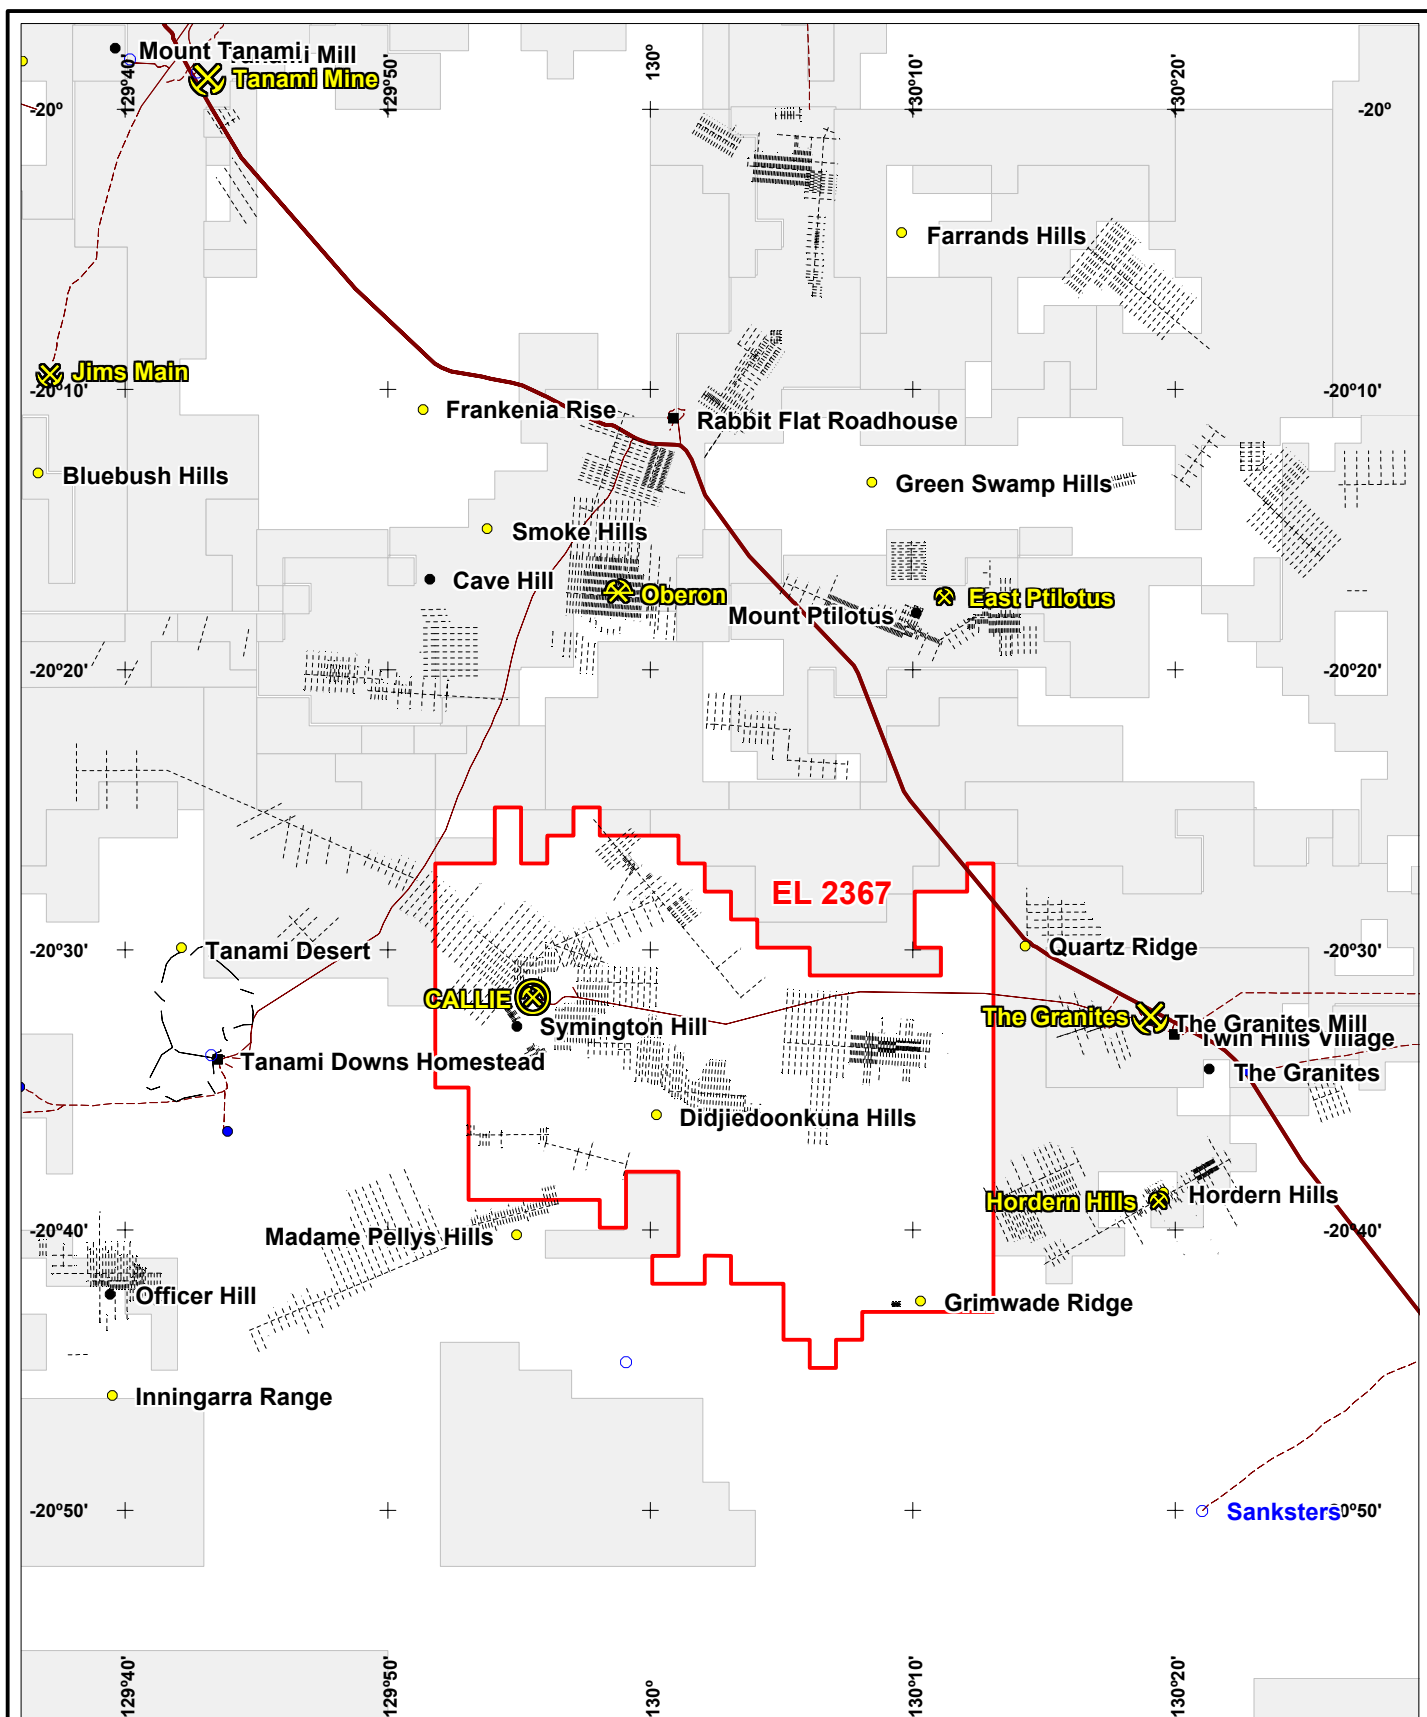 Mount Tanami
i Mill
Tanami Mine
129°40'
129°50'
130°
130°10'
130°20'
-20°
-20°
Farrands Hills
Jims Main
-20°10'
-20°10'
Frankenia Rise
Rabbit Flat Roadhouse
Bluebush Hills
Green Swamp Hills
Smoke Hills
Cave Hill
Oberon
East Ptilotus
Mount Ptilotus
-20°20'
-20°20'
EL 2367
-20°30'
Tanami Desert
Quartz Ridge
-20°30'
CALLIE
Symington Hill
The Granites
The Granites Mill
Twin Hills Village
Tanami Downs Homestead
The Granites
Didjiedoonkuna Hills
Hordern Hills
Hordern Hills
-20°40'
Madame Pellys Hills
-20°40'
Officer Hill
Grimwade Ridge
Inningarra Range
-20°50'
Sanksters
0°50'
129°40'
129°50'
130°
130°10'
130°20'